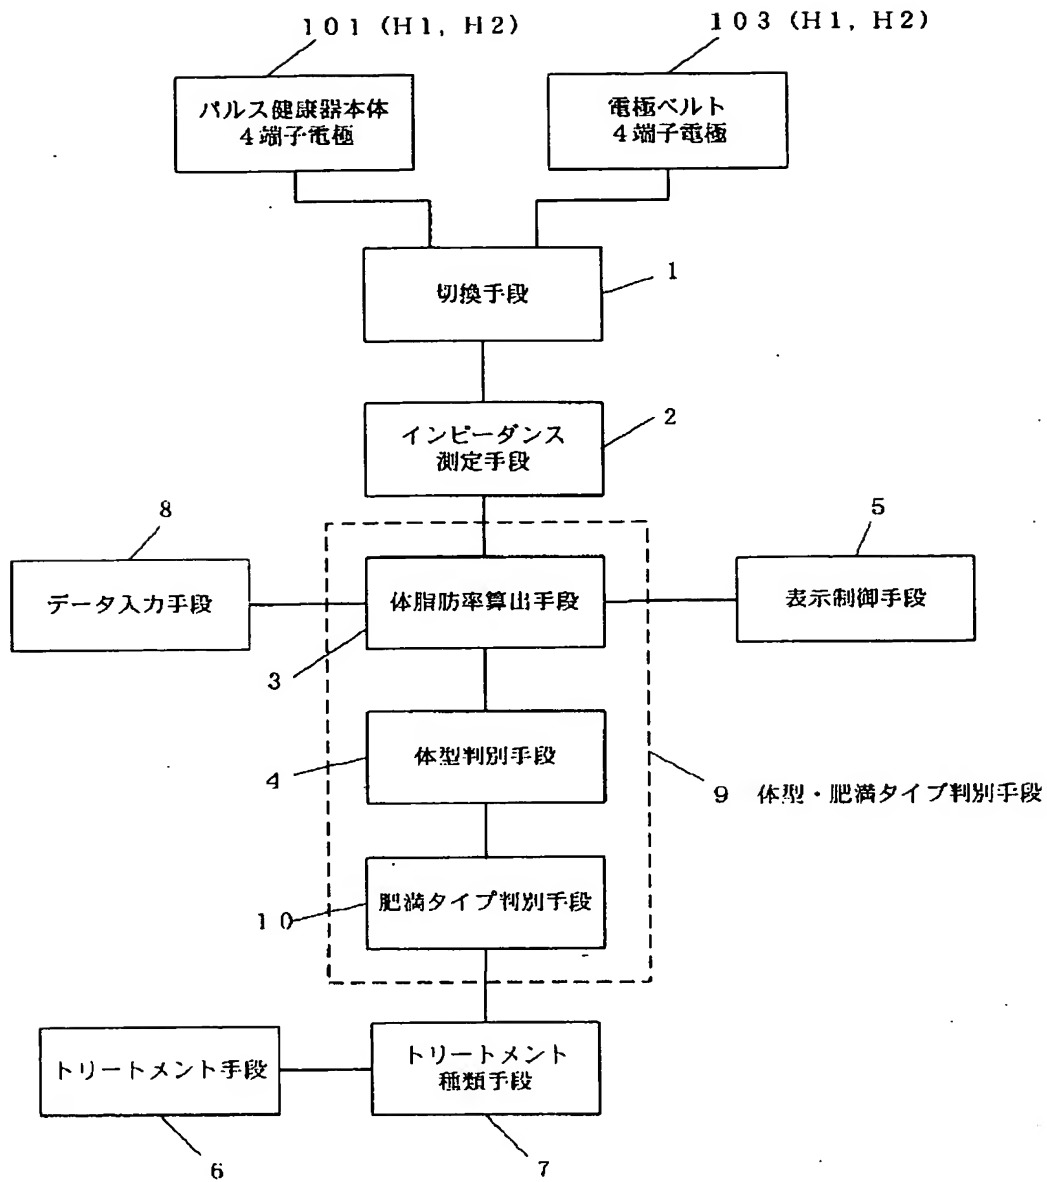 101 (H1, H2)
103 (H1, H2)
パルス健康器本体
4端子電極
電極ベルト
4端子電極
切換手段
1
インピーダンス
測定手段
2
8
5
データ入力手段
体脂肪率算出手段
表示制御手段
3
体型判別手段
4
9 体型・肥満タイプ判別手段
肥満タイプ判別手段
10
トリートメント手段
トリートメント
種類手段
6
7